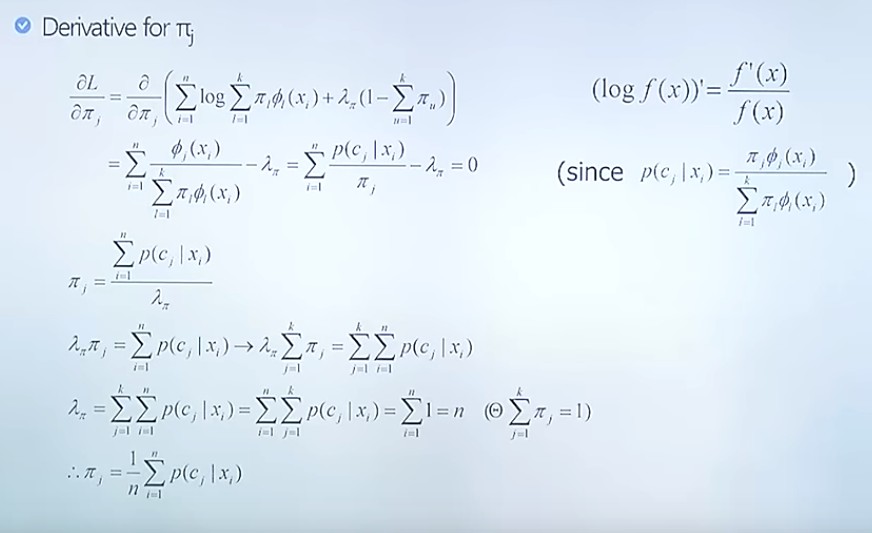 Derivative for πj
∂L/∂πj = ∂/∂πj ( Σ_{i=1}^{n} log Σ_{l=1}^{k} πl ϕl(xi) + λπ(1 − Σ_{u=1}^{k} πu) )
(log f(x))' = f'(x)/f(x)
= Σ_{i=1}^{n} ϕj(xi) / Σ_{l=1}^{k} πl ϕl(xi) − λπ = Σ_{i=1}^{n} p(cj | xi)/πj − λπ = 0
(since p(cj | xi) = πj ϕj(xi) / Σ_{i=1}^{k} πl ϕl(xi) )
πj = Σ_{i=1}^{n} p(cj | xi) / λπ
λπ πj = Σ_{i=1}^{n} p(cj | xi) → λπ Σ_{j=1}^{k} πj = Σ_{j=1}^{k} Σ_{i=1}^{n} p(cj | xi)
λπ = Σ_{j=1}^{k} Σ_{i=1}^{n} p(cj | xi) = Σ_{i=1}^{n} Σ_{j=1}^{k} p(cj | xi) = Σ_{i=1}^{n} 1 = n (Θ Σ_{j=1}^{k} πj = 1)
∴ πj = 1/n Σ_{i=1}^{n} p(cj | xi)